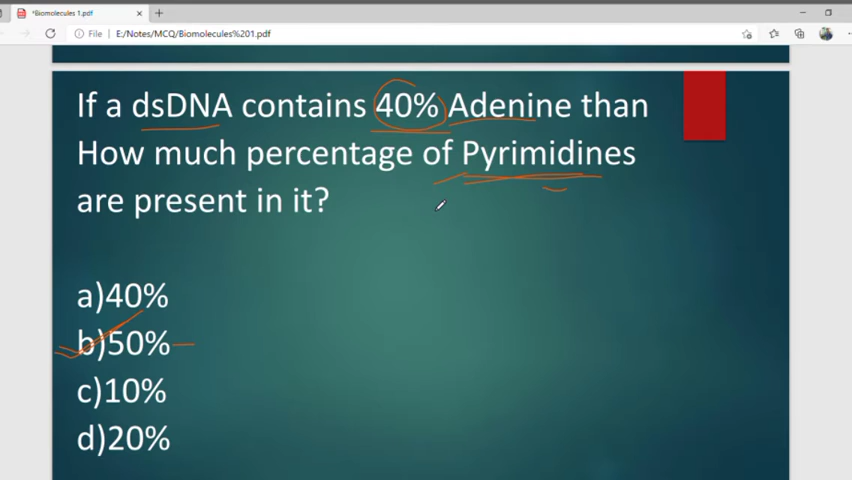 *Biomolecules 1.pdf
File
E:/Notes/MCQ/Biomolecules%201.pdf
If a dsDNA contains 40% Adenine than
How much percentage of Pyrimidines
are present in it?
a)40%
b)50%
c)10%
d)20%